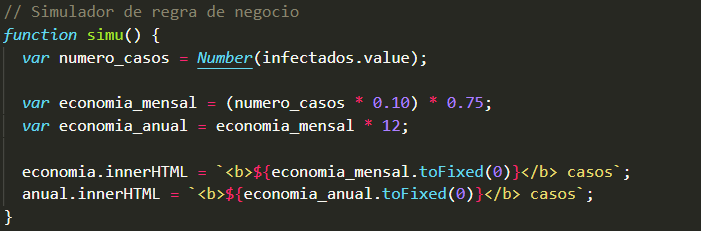 // Simulador de regra de negocio
function simu() {
  var numero_casos = Number(infectados.value);
  var economia_mensal = (numero_casos * 0.10) * 0.75;
  var economia_anual = economia_mensal * 12;
  economia.innerHTML = `<b>${economia_mensal.toFixed(0)}</b> casos`;
  anual.innerHTML = `<b>${economia_anual.toFixed(0)}</b> casos`;
}